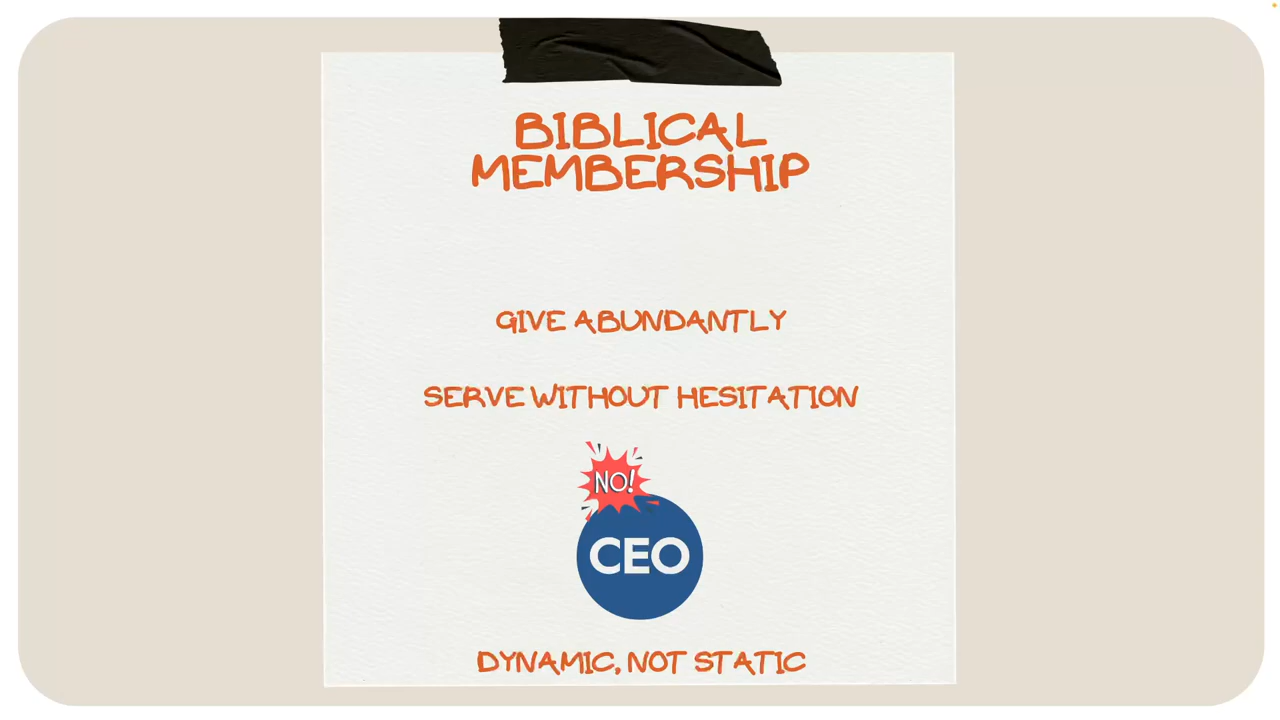 BIBLICAL
MEMBERSHIP
GIVE ABUNDANTLY
SERVE WITHOUT HESITATION
NO!
CEO
DYNAMIC, NOT STATIC